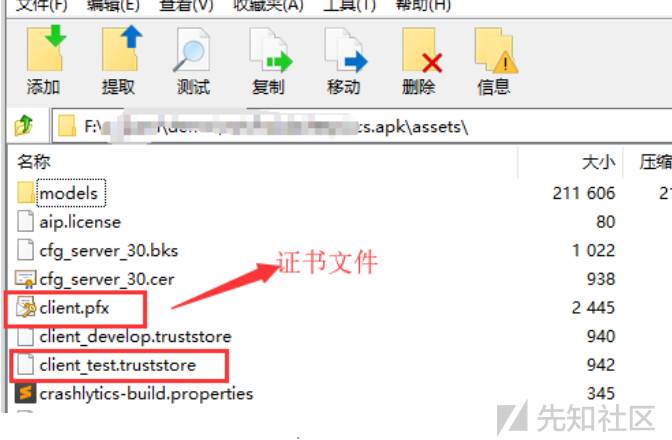 文件(F) 编辑(E) 查看(V) 收藏夹(A) 工具(T) 帮助(H)
添加 提取 测试 复制 移动 删除 信息
cs.apk\assets\
名称 大小 压缩
models 211 606
aip.license 80
cfg_server_30.bks 1 022
证书文件
cfg_server_30.cer 938
client.pfx 2 445
client_develop.truststore 940
client_test.truststore 942
crashlytics-build.properties 345
先知社区